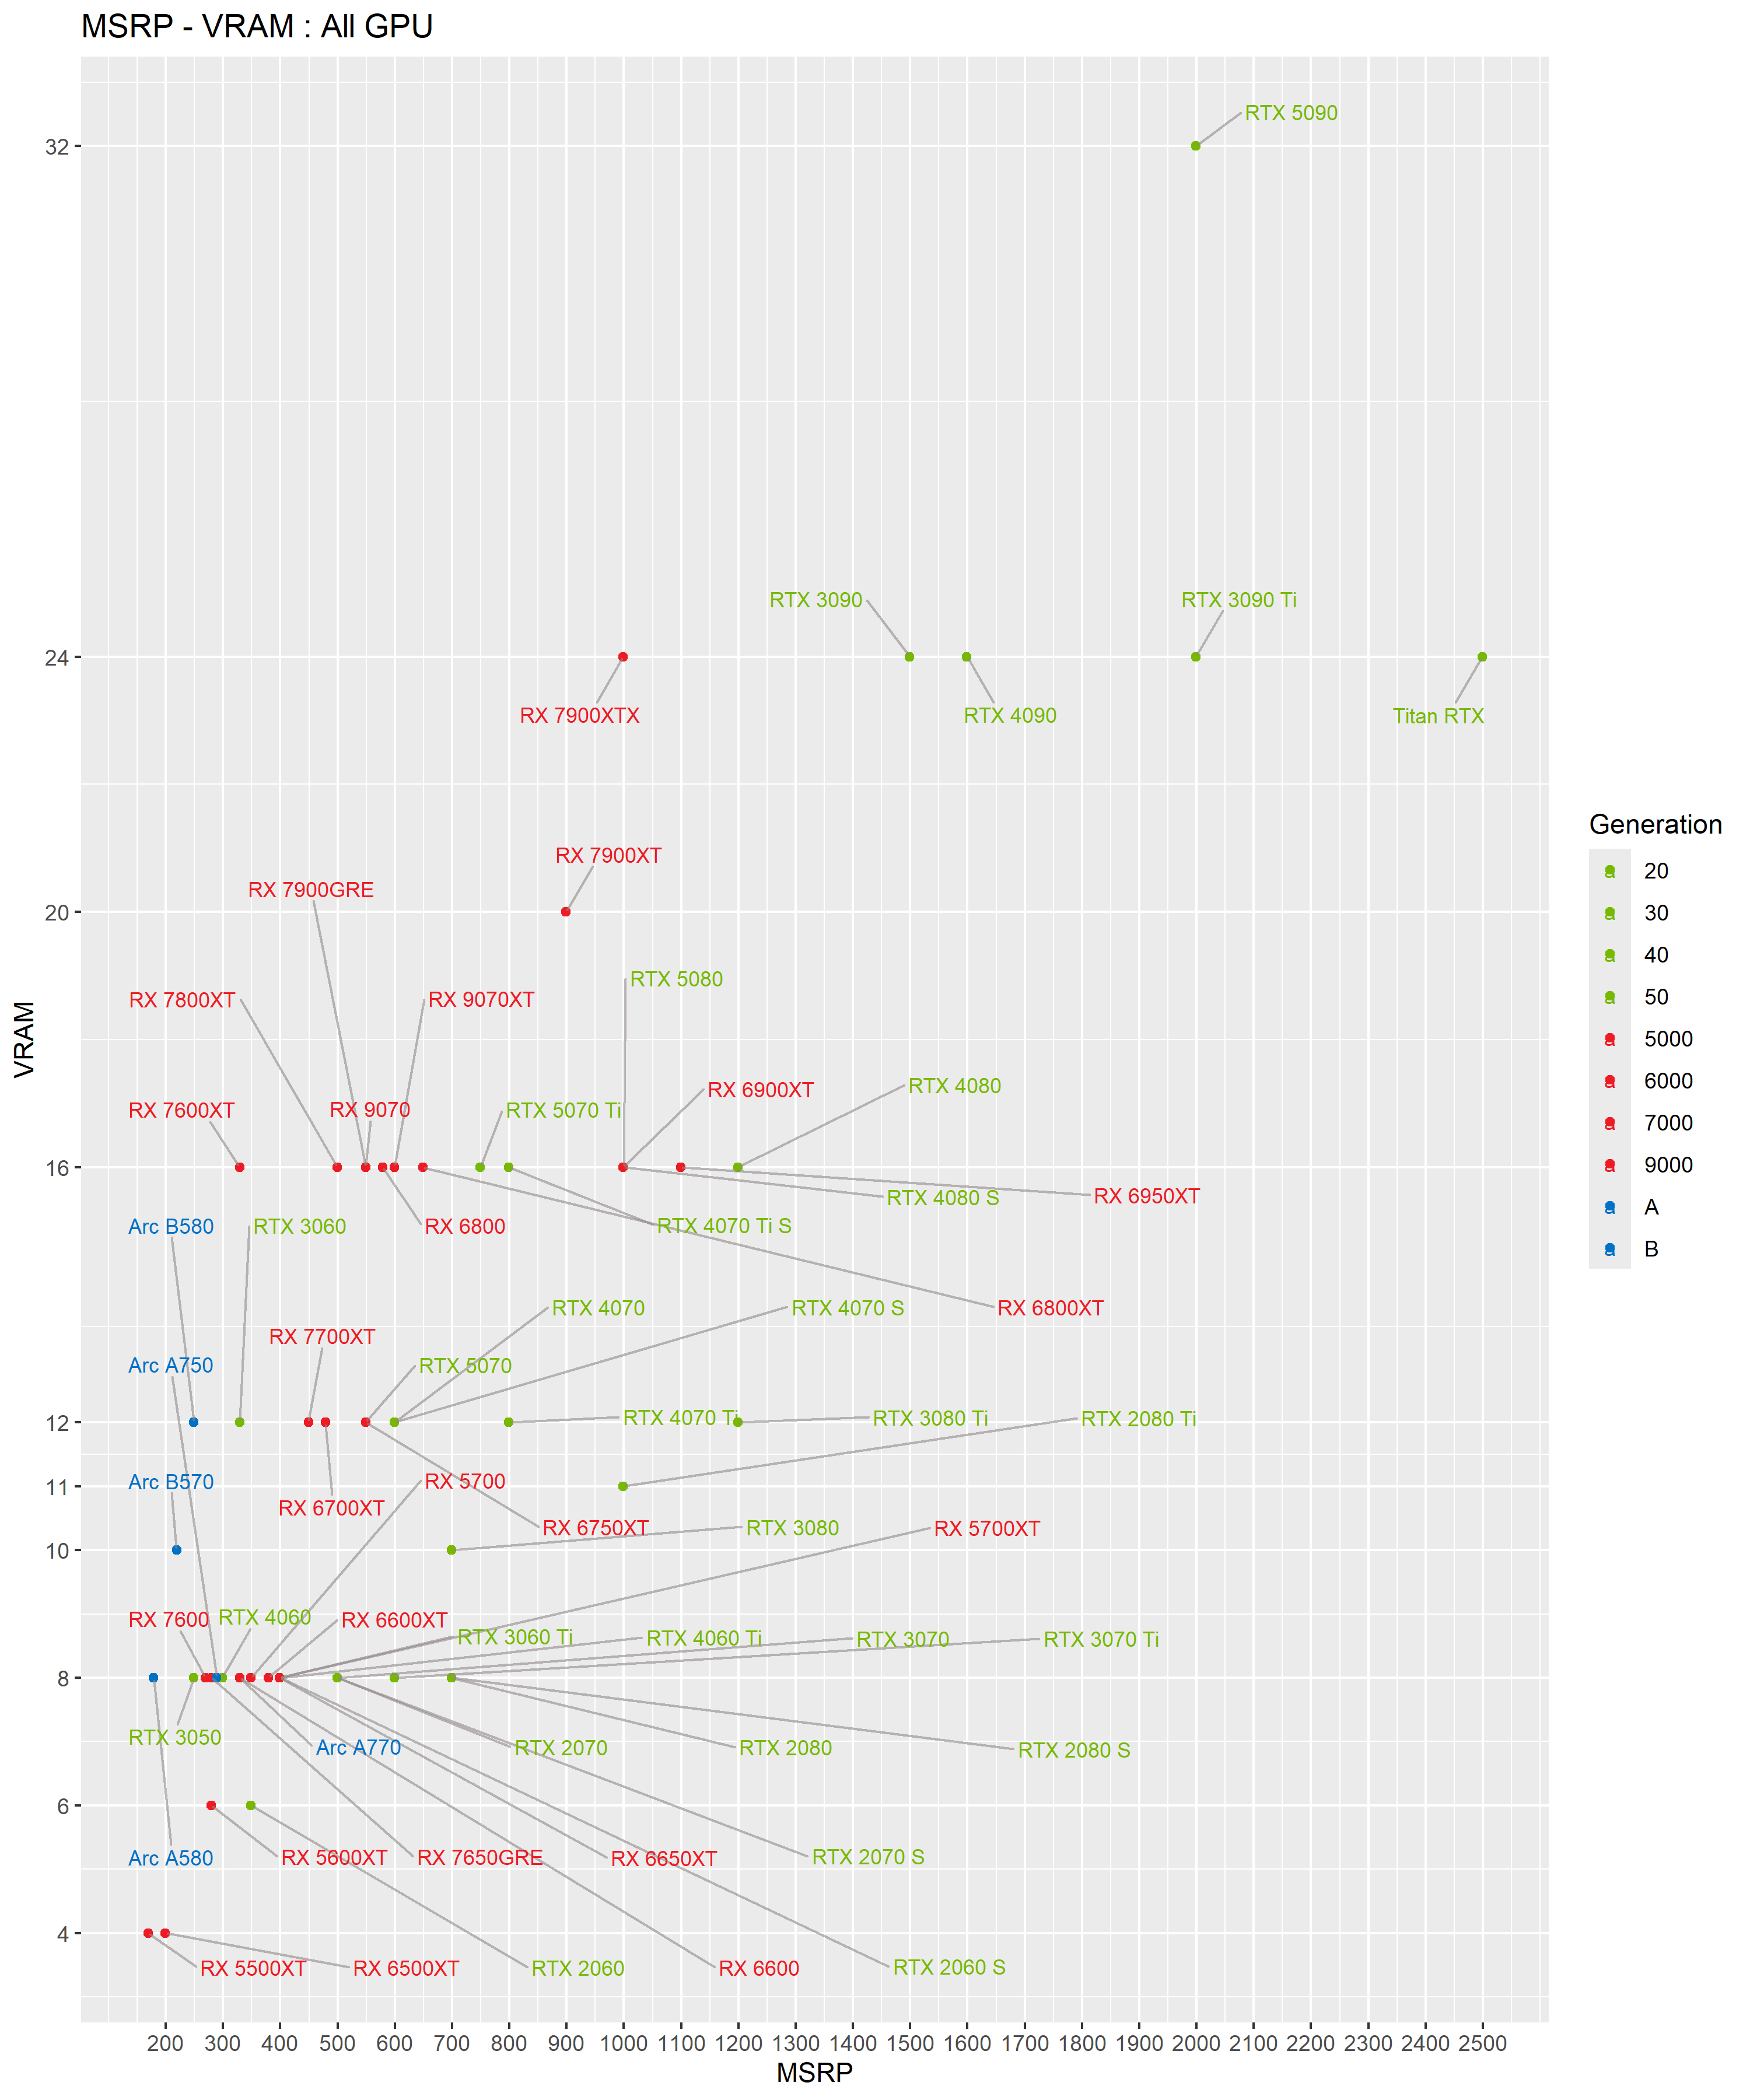 MSRP - VRAM : All GPU
RTX 5090
32
RTX 3090
RTX 3090 Ti
24
RX 7900XTX
RTX 4090
Titan RTX
Generation
20
30
40
50
5000
6000
7000
9000
A
B
RX 7900XT
RX 7900GRE
20
RTX 5080
RX 7800XT
RX 9070XT
VRAM
RTX 4080
RX 6900XT
RX 7600XT
RX 9070
RTX 5070 Ti
16
RTX 4080 S
RX 6950XT
Arc B580
RTX 3060
RX 6800
RTX 4070 Ti S
RTX 4070
RTX 4070 S
RX 6800XT
RX 7700XT
Arc A750
RTX 5070
12
RTX 4070 Ti
RTX 3080 Ti
RTX 2080 Ti
Arc B570
RX 5700
11
RX 6700XT
RX 6750XT
RTX 3080
RX 5700XT
10
RX 7600
RTX 4060
RX 6600XT
RTX 3060 Ti
RTX 4060 Ti
RTX 3070
RTX 3070 Ti
8
RTX 3050
Arc A770
RTX 2070
RTX 2080
RTX 2080 S
6
Arc A580
RX 5600XT
RX 7650GRE
RX 6650XT
RTX 2070 S
4
RX 5500XT
RX 6500XT
RTX 2060
RX 6600
RTX 2060 S
200 300 400 500 600 700 800 900 1000 1100 1200 1300 1400 1500 1600 1700 1800 1900 2000 2100 2200 2300 2400 2500
MSRP